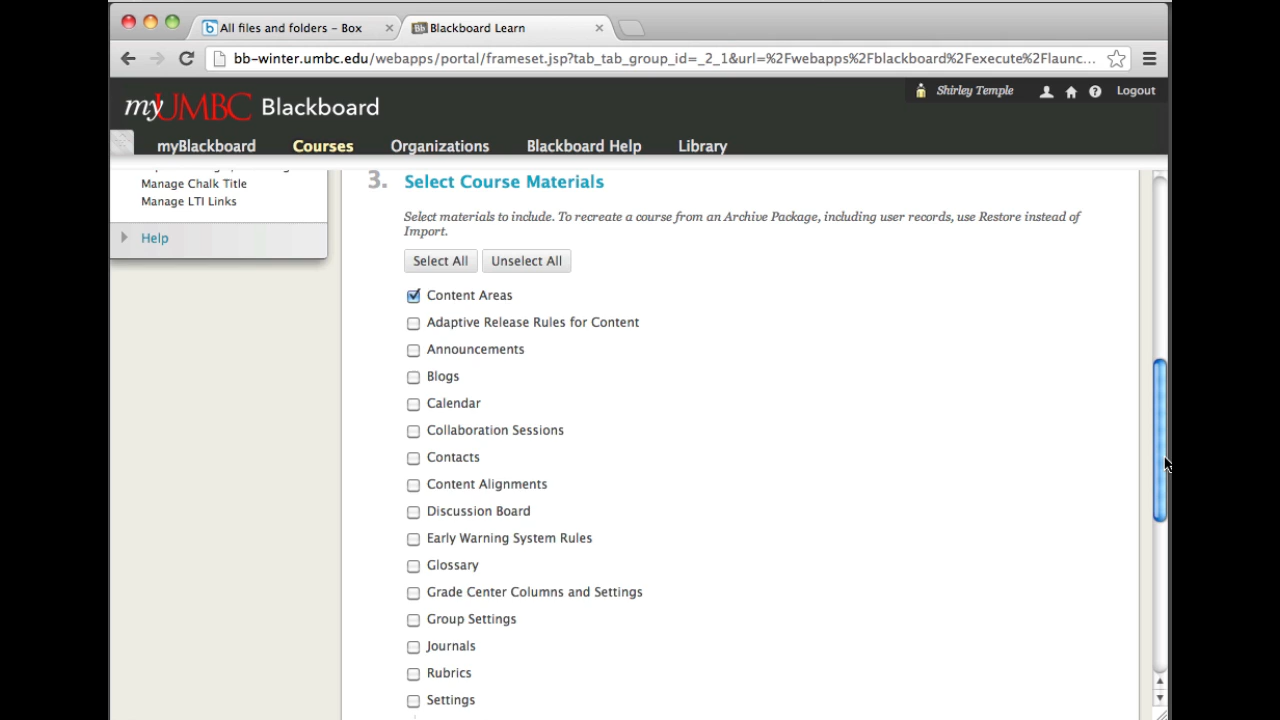 All files and folders – Box
Blackboard Learn
bb-winter.umbc.edu/webapps/portal/frameset.jsp?tab_tab_group_id=_2_1&url=%2Fwebapps%2Fblackboard%2Fexecute%2Flaunc...
Shirley Temple
Logout
myUMBC Blackboard
myBlackboard Courses Organizations Blackboard Help Library
Manage Chalk Title
Manage LTI Links
Help
3. Select Course Materials
Select materials to include. To recreate a course from an Archive Package, including user records, use Restore instead of
Import.
Select All Unselect All
Content Areas
Adaptive Release Rules for Content
Announcements
Blogs
Calendar
Collaboration Sessions
Contacts
Content Alignments
Discussion Board
Early Warning System Rules
Glossary
Grade Center Columns and Settings
Group Settings
Journals
Rubrics
Settings